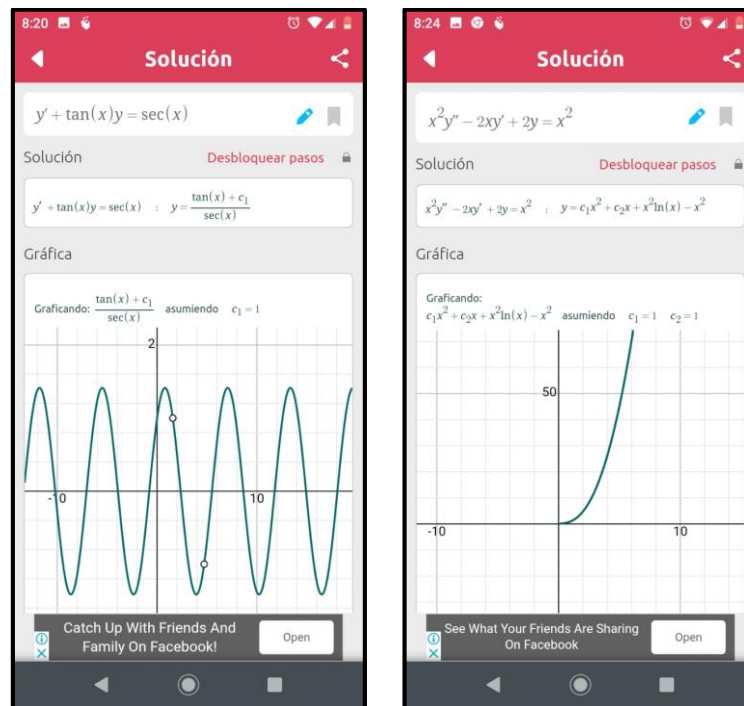 8:20
Solución
y′ + tan(x)y = sec(x)
Solución Desbloquear pasos
y′ + tan(x)y = sec(x) : y = (tan(x) + c₁)/sec(x)
Gráfica
Graficando: (tan(x) + c₁)/sec(x) asumiendo c₁ = 1
2
-10 10
Catch Up With Friends And
Family On Facebook!
Open
8:24
Solución
x²y″ − 2xy′ + 2y = x²
Solución Desbloquear pasos
x²y″ − 2xy′ + 2y = x² : y = c₁x² + c₂x + x²ln(x) − x²
Gráfica
Graficando:
c₁x² + c₂x + x²ln(x) − x² asumiendo c₁ = 1 c₂ = 1
50
-10 10
See What Your Friends Are Sharing
On Facebook
Open